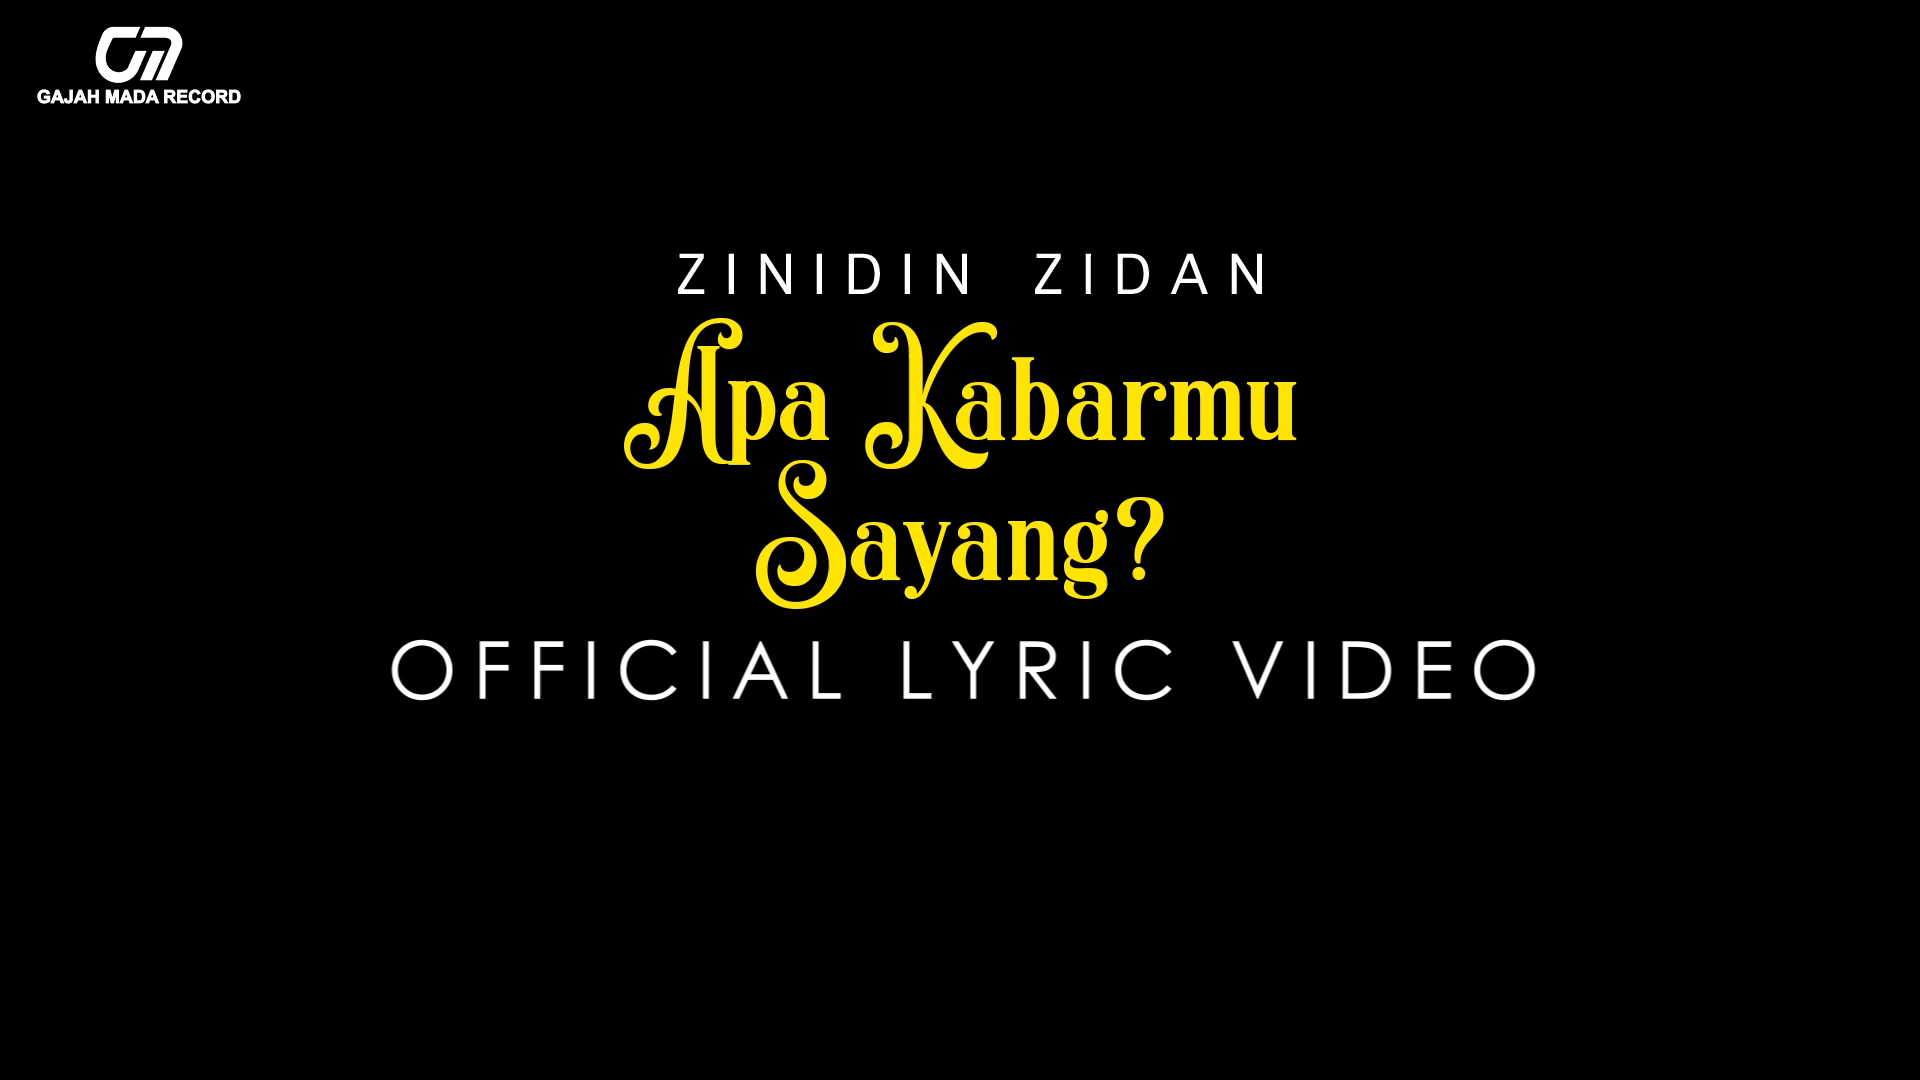 GAJAH MADA RECORD
ZINIDIN ZIDAN
Apa Kabarmu
Sayang?
OFFICIAL LYRIC VIDEO